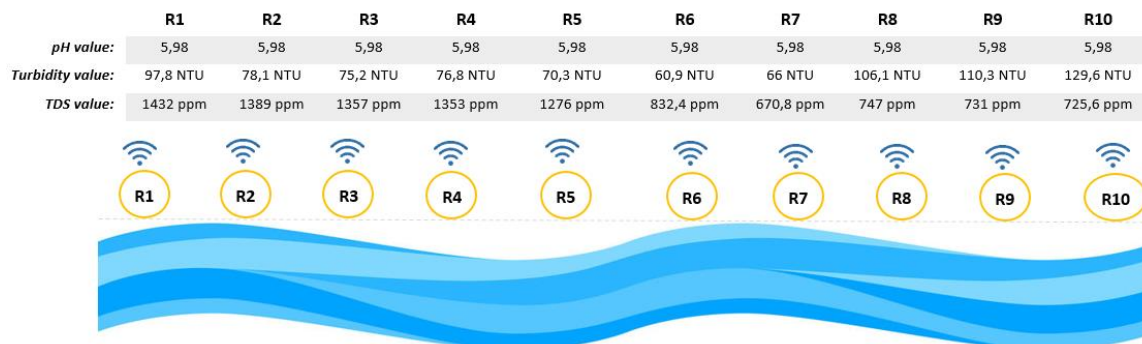 R1 R2 R3 R4 R5 R6 R7 R8 R9 R10
pH value: 5,98 5,98 5,98 5,98 5,98 5,98 5,98 5,98 5,98 5,98
Turbidity value: 97,8 NTU 78,1 NTU 75,2 NTU 76,8 NTU 70,3 NTU 60,9 NTU 66 NTU 106,1 NTU 110,3 NTU 129,6 NTU
TDS value: 1432 ppm 1389 ppm 1357 ppm 1353 ppm 1276 ppm 832,4 ppm 670,8 ppm 747 ppm 731 ppm 725,6 ppm
R1 R2 R3 R4 R5 R6 R7 R8 R9 R10